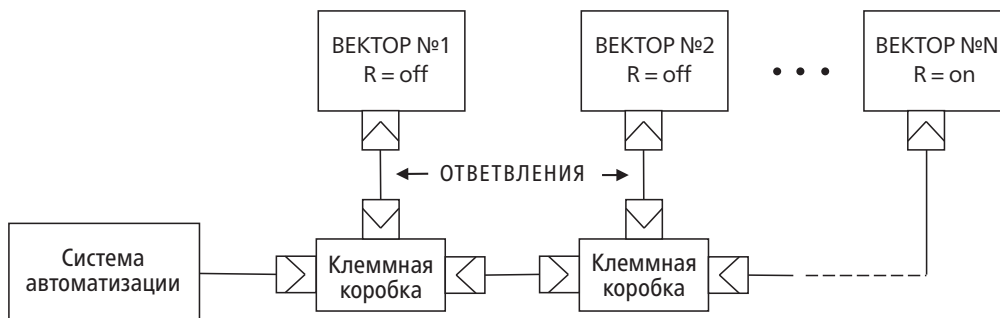 ВЕКТОР №1
R = off
ВЕКТОР №2
R = off
• • •
ВЕКТОР №N
R = on
ОТВЕТВЛЕНИЯ
Система
автоматизации
Клеммная
коробка
Клеммная
коробка